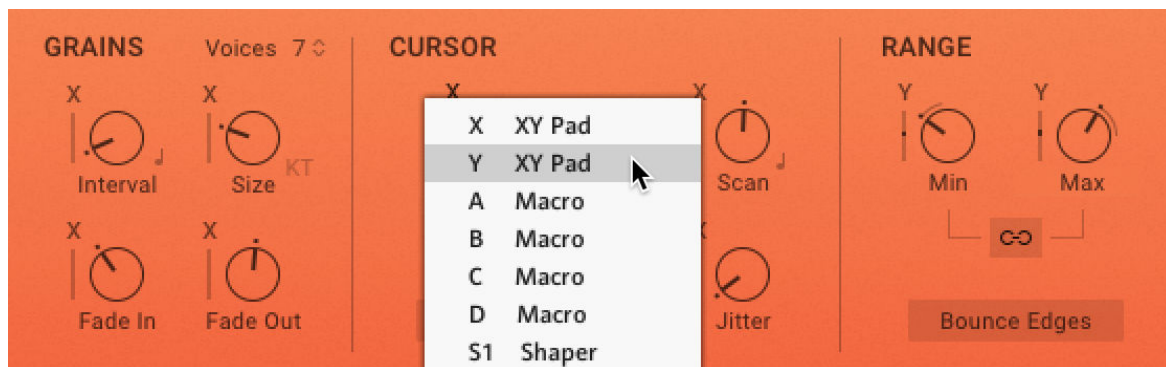 GRAINS Voices 7 CURSOR RANGE
X X X X Y Y
Interval Size KT Scan Min Max
X X
Fade In Fade Out Jitter Bounce Edges
X XY Pad
Y XY Pad
A Macro
B Macro
C Macro
D Macro
S1 Shaper